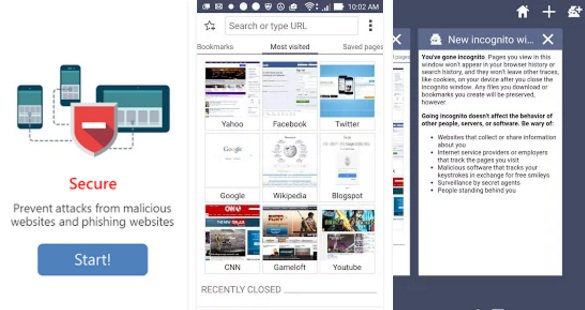 Secure
Prevent attacks from malicious
websites and phishing websites
Start!
10:02 AM
Search or type URL
Bookmarks
Most visited
Saved pages
Yahoo
Facebook
Twitter
Google
Wikipedia
Blogspot
CNN
Gameloft
Youtube
RECENTLY CLOSED
New incognito wi...
You've gone incognito. Pages you view in this
window won't appear in your browser history or
search history, and they won't leave other traces,
like cookies, on your device after you close the
incognito window. Any files you download or
bookmarks you create will be preserved,
however.
Going incognito doesn't affect the behavior of
other people, servers, or software. Be wary of:
• Websites that collect or share information
about you
• Internet service providers or employers
that track the pages you visit
• Malicious software that tracks your
keystrokes in exchange for free smileys
• Surveillance by secret agents
• People standing behind you